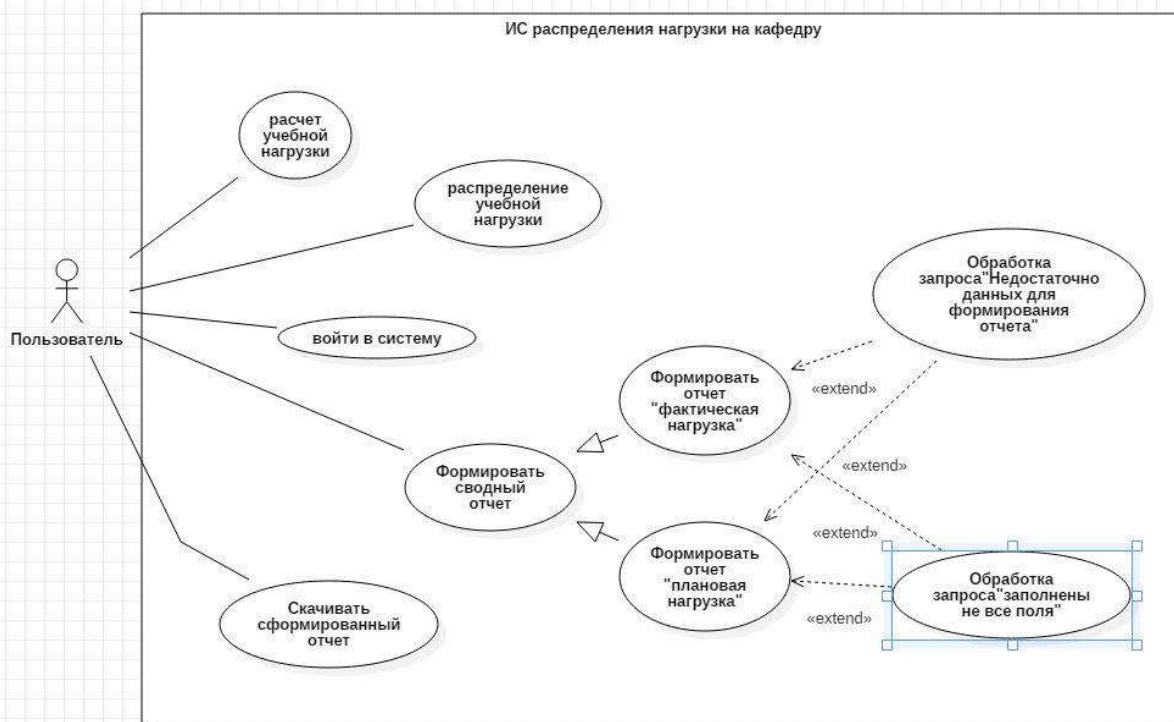 ИС распределения нагрузки на кафедру
расчет
учебной
нагрузки
распределение
учебной
нагрузки
Обработка
запроса"Недостаточно
данных для
формирования
отчета"
Пользователь
войти в систему
Формировать
отчет
"фактическая
нагрузка"
«extend»
«extend»
Формировать
сводный
отчет
«extend»
Формировать
отчет
"плановая
нагрузка"
«extend»
Обработка
запроса"заполнены
не все поля"
Скачивать
сформированный
отчет